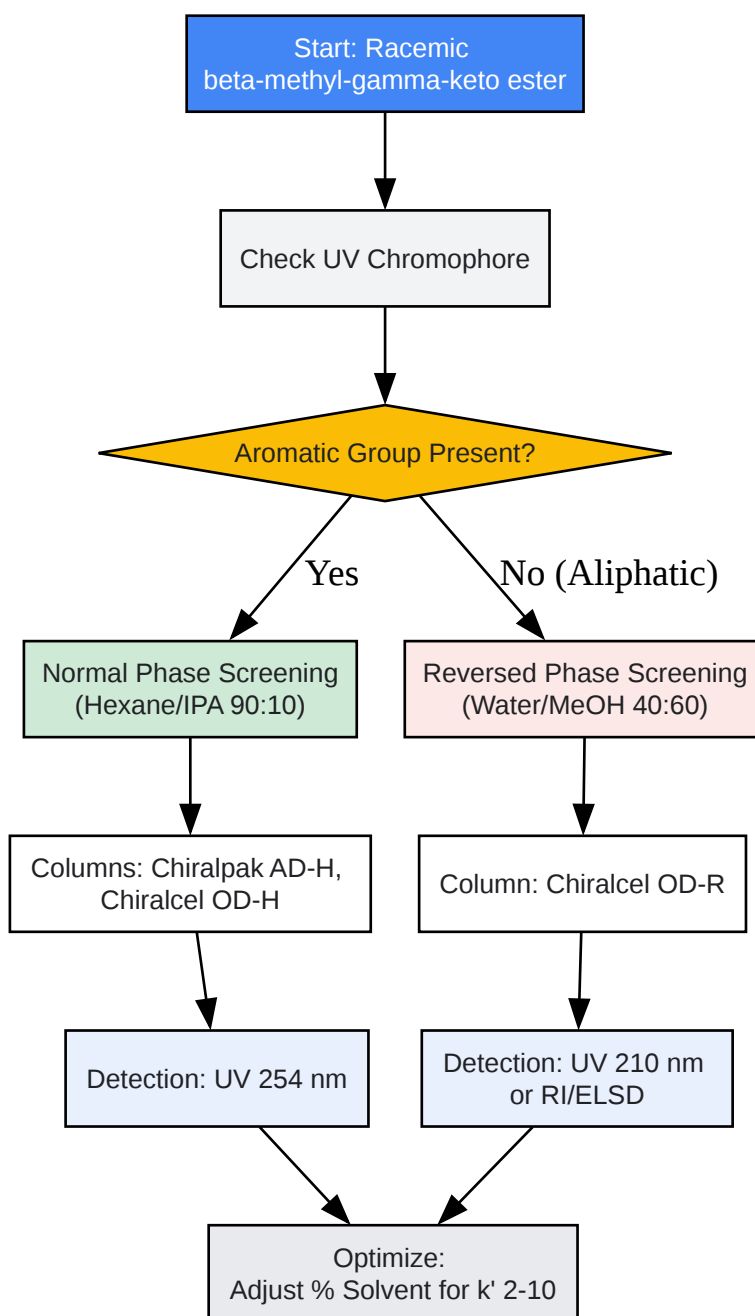 Start: Racemic
beta-methyl-gamma-keto ester
Check UV Chromophore
Aromatic Group Present?
Yes
No (Aliphatic)
Normal Phase Screening
(Hexane/IPA 90:10)
Reversed Phase Screening
(Water/MeOH 40:60)
Columns: Chiralpak AD-H,
Chiralcel OD-H
Column: Chiralcel OD-R
Detection: UV 254 nm
Detection: UV 210 nm
or RI/ELSD
Optimize:
Adjust % Solvent for k' 2-10